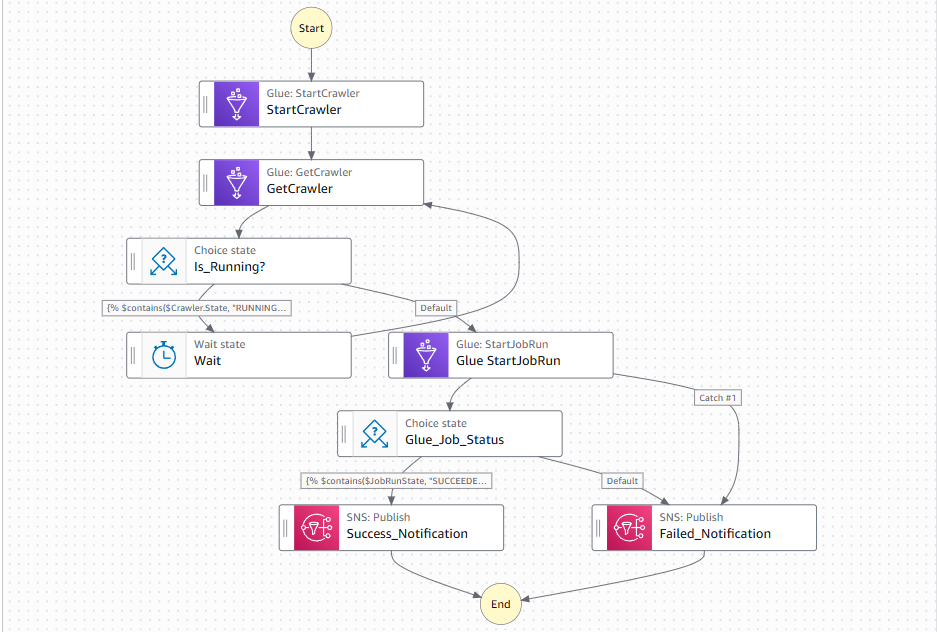 Start
Glue: StartCrawler
StartCrawler
Glue: GetCrawler
GetCrawler
Choice state
Is_Running?
{% $contains($Crawler.State, "RUNNING...
Default
Wait state
Wait
Glue: StartJobRun
Glue StartJobRun
Catch #1
Choice state
Glue_Job_Status
{% $contains($JobRunState, "SUCCEEDE...
Default
SNS: Publish
Success_Notification
SNS: Publish
Failed_Notification
End